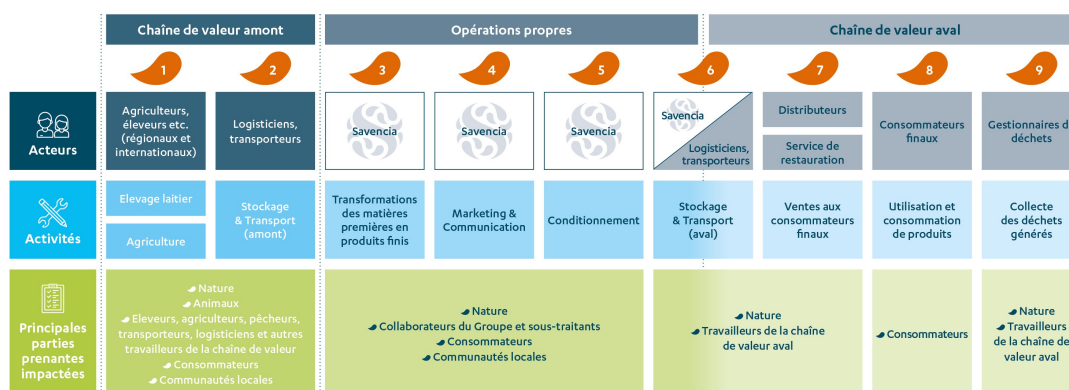 Chaîne de valeur amont
Opérations propres
Chaîne de valeur aval
1
2
3
4
5
6
7
8
9
Acteurs
Agriculteurs,
éleveurs etc.
(régionaux et
internationaux)
Logisticiens,
transporteurs
Savencia
Savencia
Savencia
Savencia
Logisticiens,
transporteurs
Distributeurs
Service de
restauration
Consommateurs
finaux
Gestionnaires
déchets
Activités
Elevage laitier
Agriculture
Stockage
& Transport
(amont)
Transformations
des matières
premières en
produits finis
Marketing &
Communication
Conditionnement
Stockage
& Transport
(aval)
Ventes aux
consommateurs
finaux
Utilisation et
consommation
de produits
Collecte
des déchets
générés
Principales
parties
prenantes
impactées
Nature
Animaux
Eleveurs, agriculteurs, pêcheurs,
transporteurs, logisticiens et autres
travailleurs de la chaîne de valeur
Consommateurs
Communautés locales
Nature
Collaborateurs du Groupe et sous-traitants
Consommateurs
Communautés locales
Nature
Travailleurs de la chaîne
de valeur aval
Consommateurs
Nature
Travailleurs
de la chaîne de
valeur aval